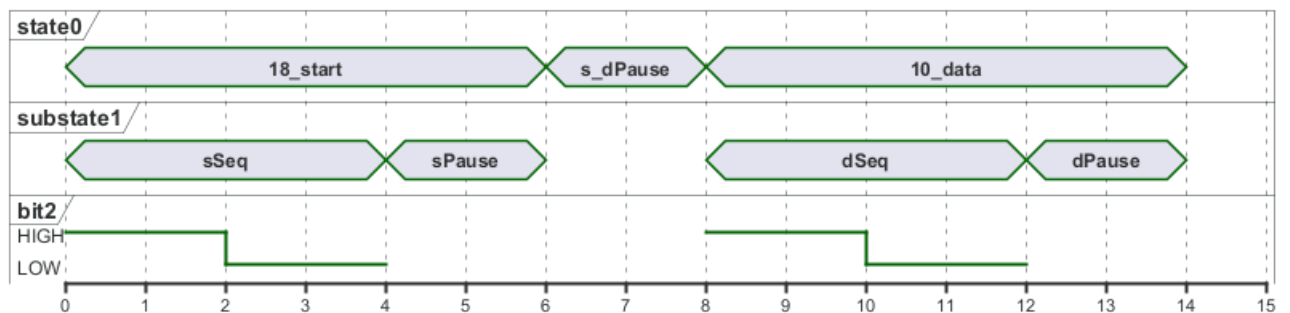 state0
18_start s_dPause 10_data
substate1
sSeq sPause dSeq dPause
bit2
HIGH
LOW
0 1 2 3 4 5 6 7 8 9 10 11 12 13 14 15